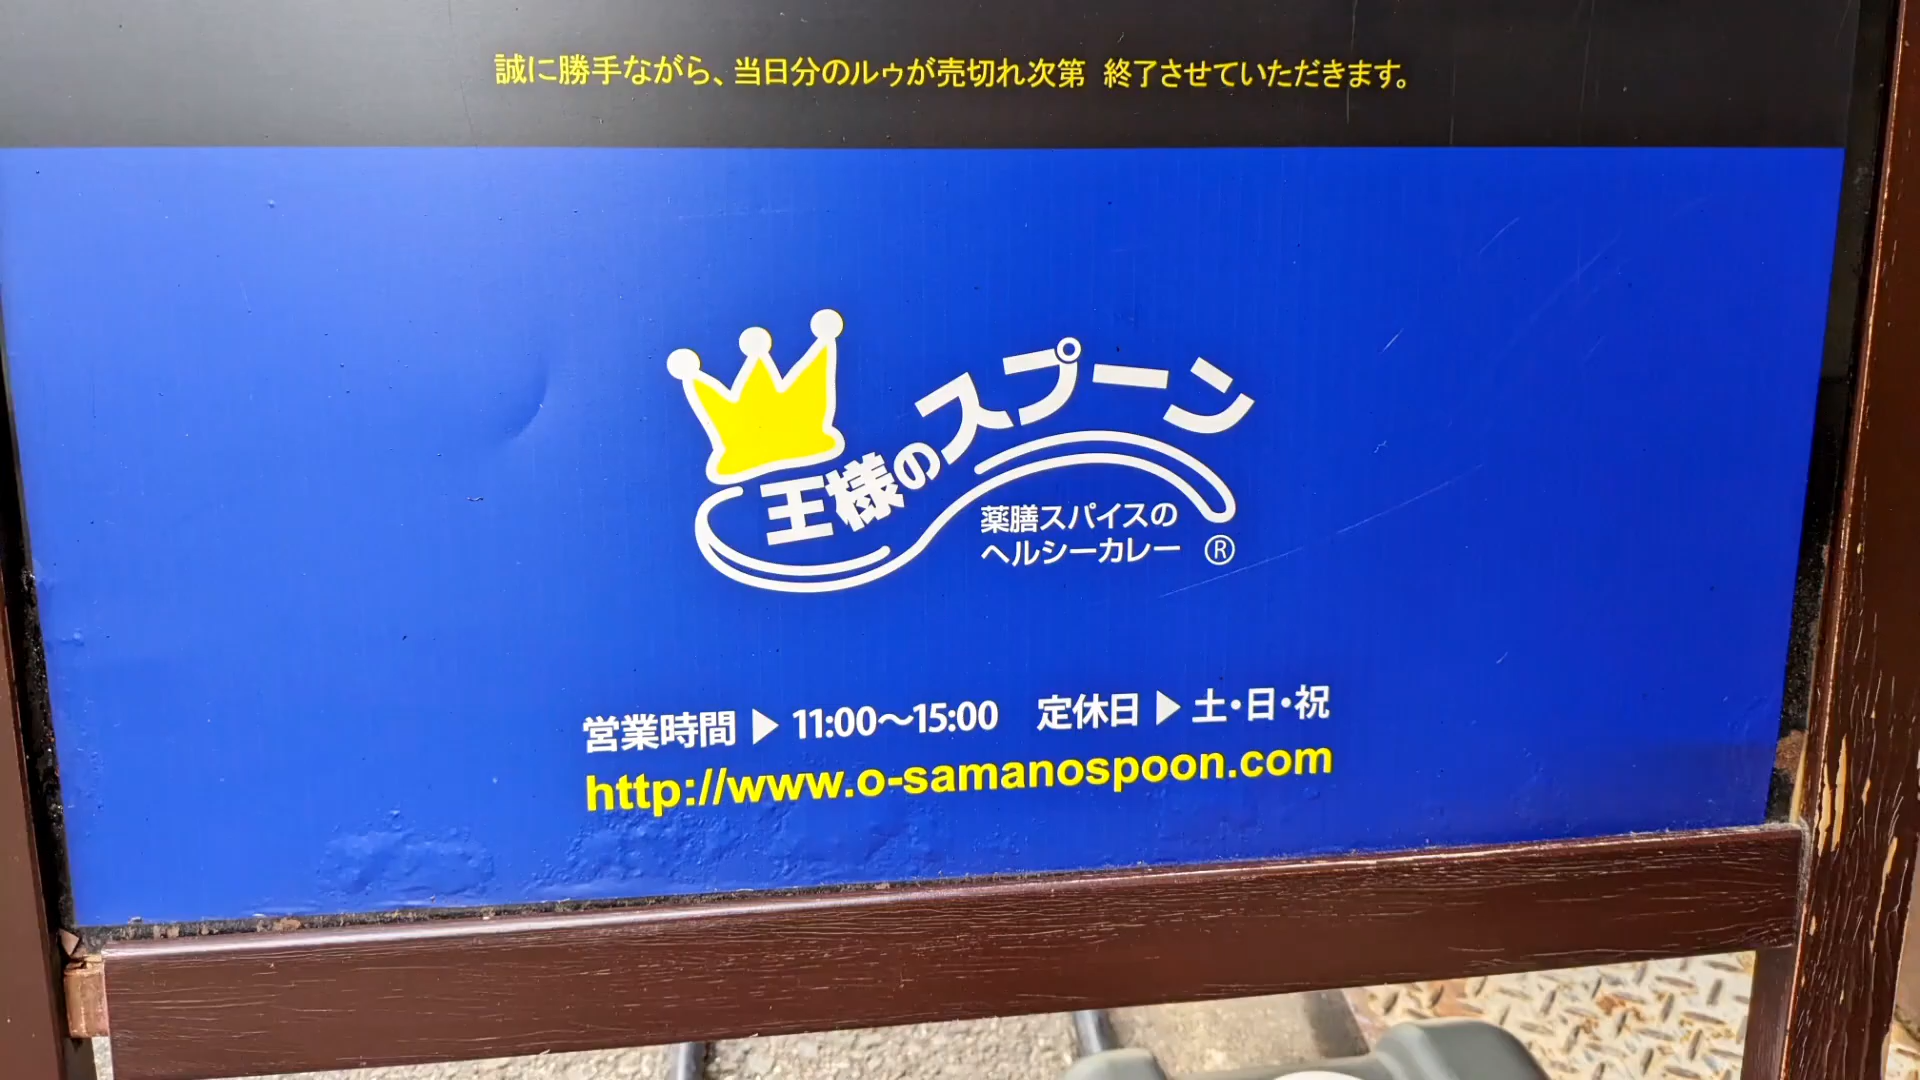 誠に勝手ながら、当日分のルゥが売切れ次第 終了させていただきます。
王様のスプーン
薬膳スパイスの
ヘルシーカレー ®
営業時間 ▶ 11:00〜15:00 定休日 ▶ 土・日・祝
http://www.o-samanospoon.com